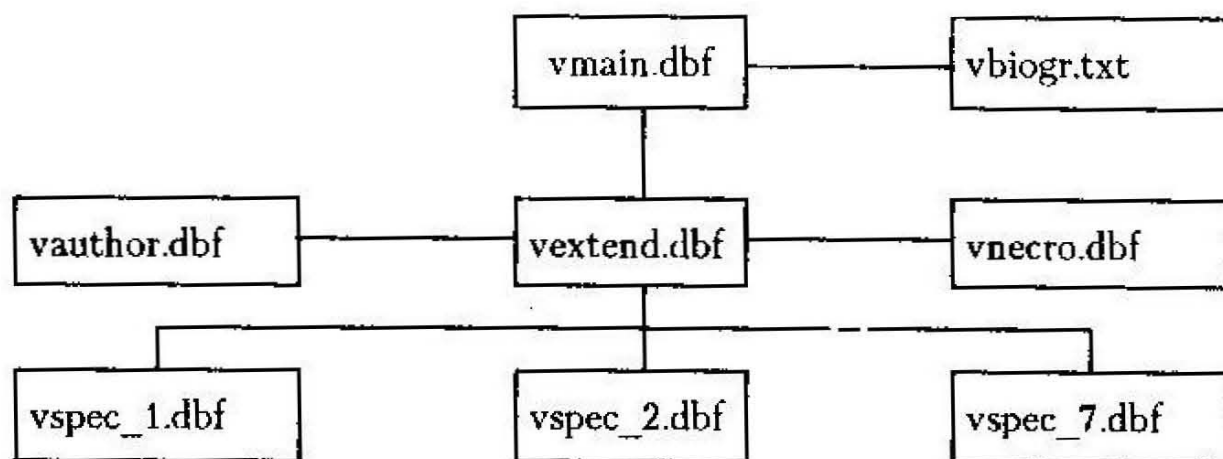 vmain.dbf
vbiogr.txt
vauthor.dbf
vextend.dbf
vnecro.dbf
vspec_1.dbf
vspec_2.dbf
vspec_7.dbf